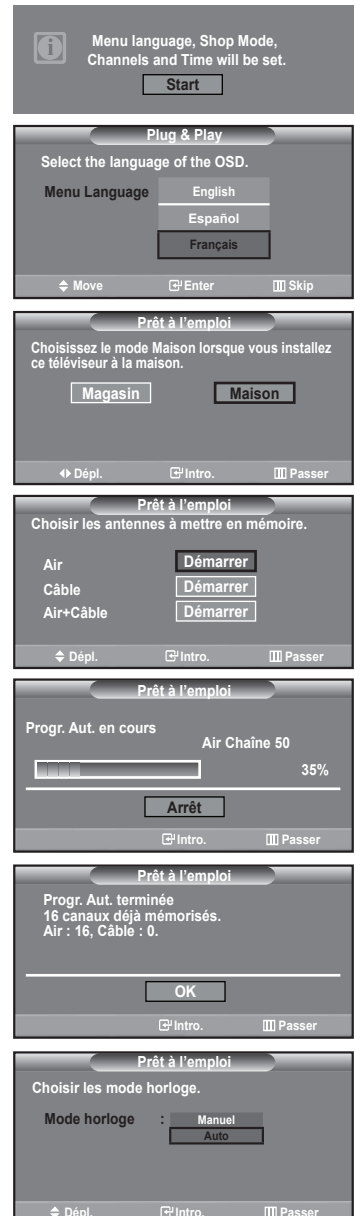 Menu language, Shop Mode,
Channels and Time will be set.
Start
Plug & Play
Select the language of the OSD.
Menu Language English
Español
Français
Move Enter Skip
Prêt à l'emploi
Choisissez le mode Maison lorsque vous installez
ce téléviseur à la maison.
Magasin Maison
Dépl. Intro. Passer
Prêt à l'emploi
Choisir les antennes à mettre en mémoire.
Air Démarrer
Câble Démarrer
Air+Câble Démarrer
Dépl. Intro. Passer
Prêt à l'emploi
Progr. Aut. en cours
Air Chaîne 50
35%
Arrêt
Intro. Passer
Prêt à l'emploi
Progr. Aut. terminée
16 canaux déjà mémorisés.
Air : 16, Câble : 0.
OK
Intro. Passer
Prêt à l'emploi
Choisir les mode horloge.
Mode horloge : Manuel
Auto
Dépl. Intro. Passer